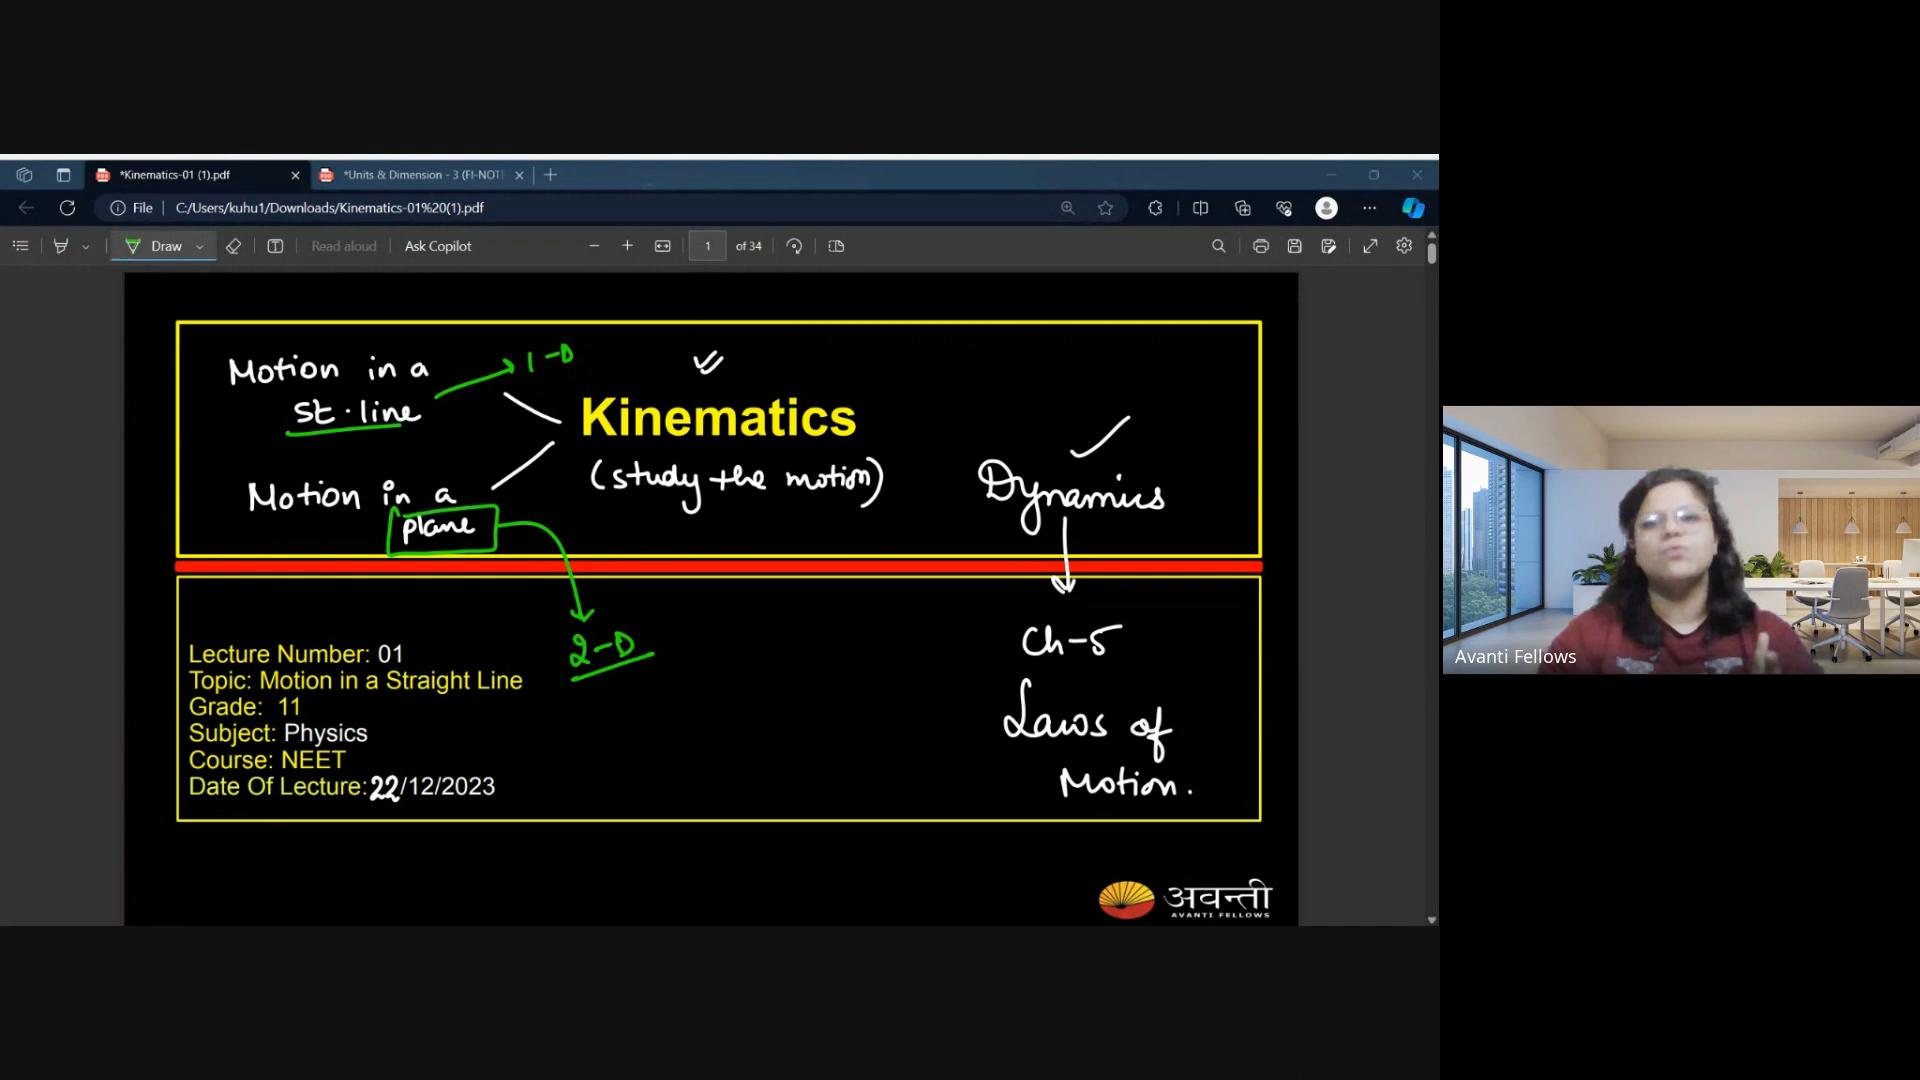 *Kinematics-01 (1).pdf
*Units & Dimension - 3 (FI-NOTI
File
C:/Users/kuhu1/Downloads/Kinematics-01%20(1).pdf
Draw
Read aloud
Ask Copilot
1
of 34
Motion in a
st. line
1-D
Kinematics
(study the motion)
Motion in a
plane
2-D
Dynamics
Ch-5
Laws of
Motion.
Lecture Number: 01
Topic: Motion in a Straight Line
Grade: 11
Subject: Physics
Course: NEET
Date Of Lecture:22/12/2023
अवन्ती
AVANTI FELLOWS
Avanti Fellows